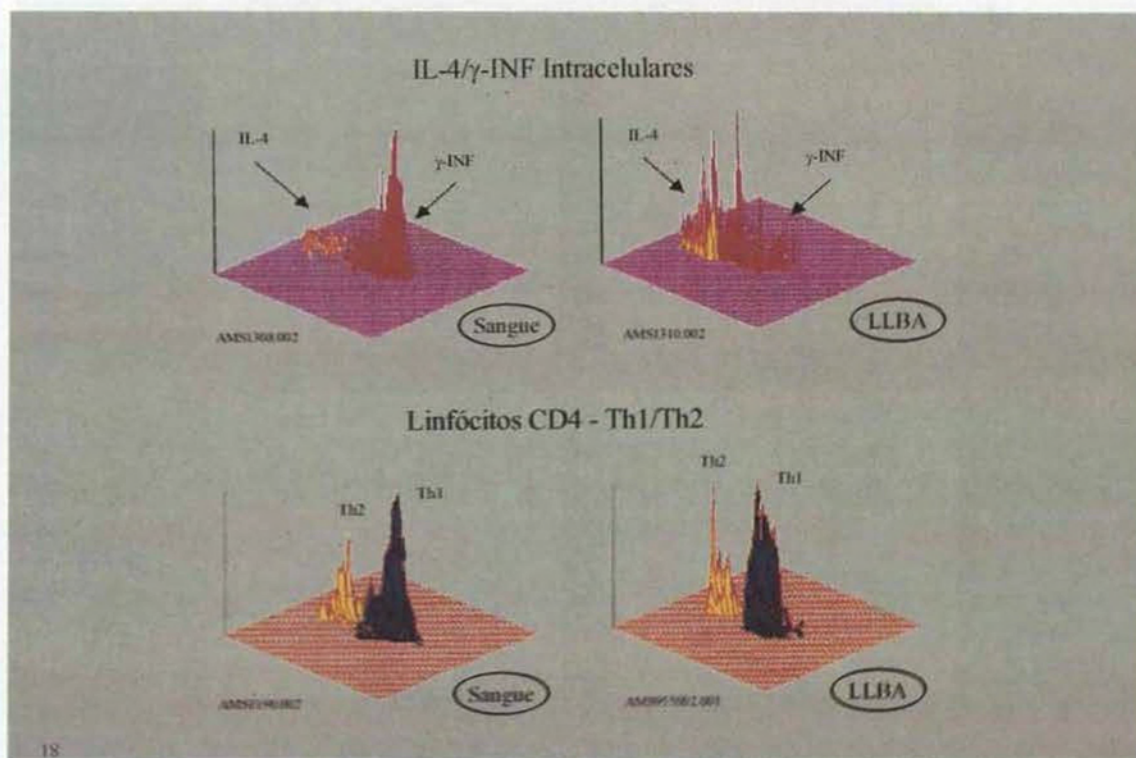 IL-4/γ-INF Intracelulares
IL-4
γ-INF
Sangue
AMS1308.002
IL-4
γ-INF
LLBA
AMS1310.002
Linfócitos CD4 - Th1/Th2
Th2
Th1
Sangue
Th2
Th1
LLBA
18